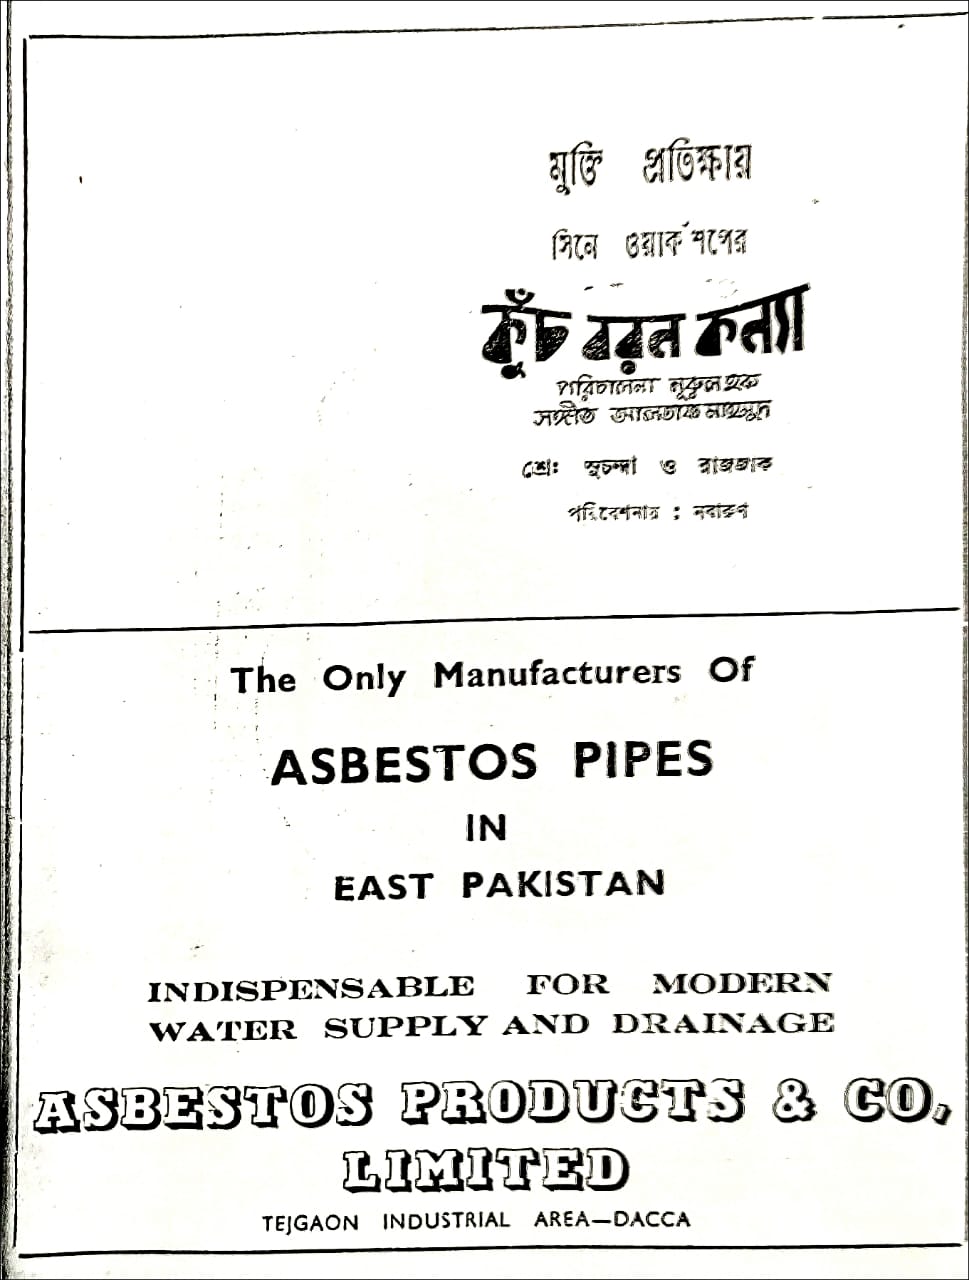 মুক্তি প্রতিক্ষায়
সিনে ওয়ার্কশপের
কুঁচ বরন কন্যা
পরিচালনা নূরুল হক
সঙ্গীত আলতাফ মাহমুদ
শ্রেঃ সুচন্দা ও রাজ্জাক
পরিবেশনায় : নবারুণ
The Only Manufacturers Of
ASBESTOS PIPES
IN
EAST PAKISTAN
INDISPENSABLE FOR MODERN
WATER SUPPLY AND DRAINAGE
ASBESTOS PRODUCTS & CO,
LIMITED
TEJGAON INDUSTRIAL AREA—DACCA